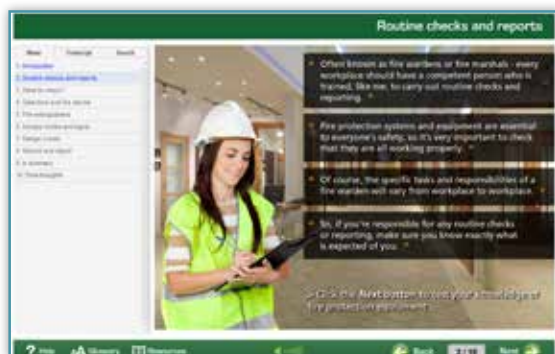 Routine checks and reports
Menu Transcript Search
1. Introduction
2. Routine checks and reports
" Often known as fire wardens or fire marshals - every
workplace should have a competent person who is
trained, like me, to carry out routine checks and
reporting. "
" Fire protection systems and equipment are essential
to everyone's safety, so it's very important to check
that they are all working properly. "
" Of course, the specific tasks and responsibilities of a
fire warden will vary from workplace to workplace. "
" So, if you're responsible for any routine checks
or reporting, make sure you know exactly what
is expected of you. "
> Click the Next button to test your knowledge of
fire protection equipment.
? Help AA Glossary Resources Back Next